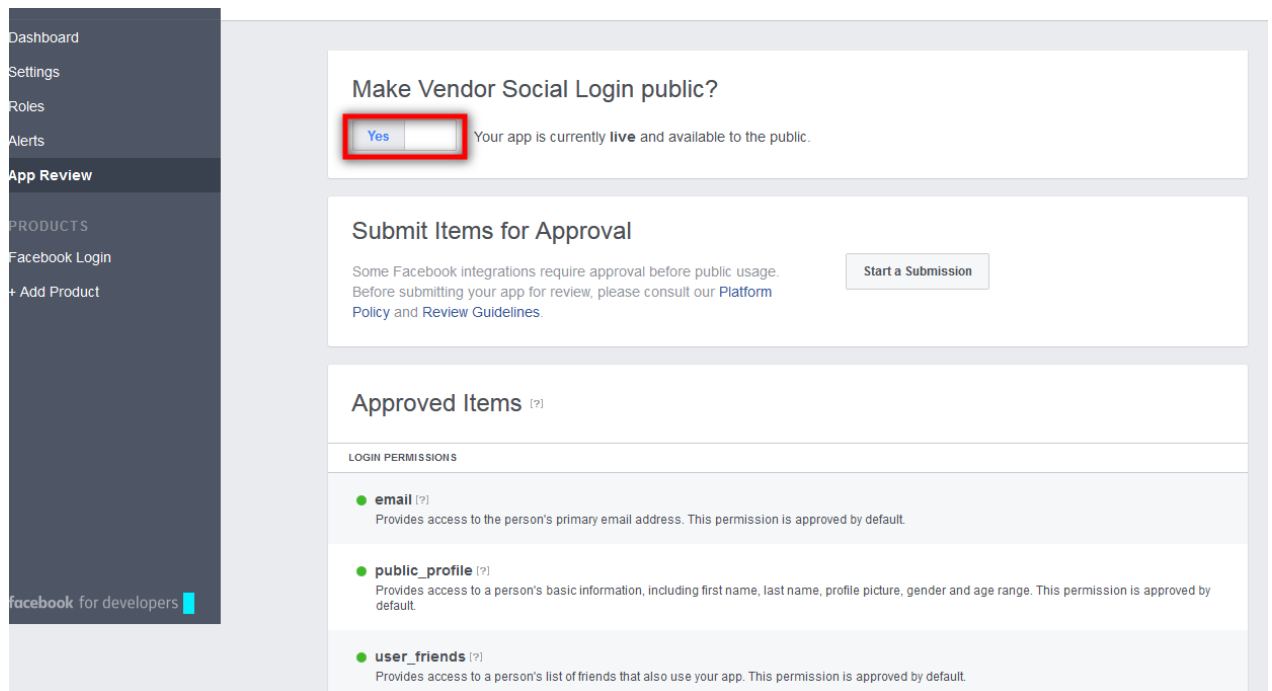 Dashboard
Settings
Roles
Alerts
App Review
PRODUCTS
Facebook Login
+ Add Product
facebook for developers
Make Vendor Social Login public?
Yes
Your app is currently live and available to the public.
Submit Items for Approval
Some Facebook integrations require approval before public usage.
Before submitting your app for review, please consult our Platform
Policy and Review Guidelines.
Start a Submission
Approved Items [?]
LOGIN PERMISSIONS
email [?]
Provides access to the person's primary email address. This permission is approved by default.
public_profile [?]
Provides access to a person's basic information, including first name, last name, profile picture, gender and age range. This permission is approved by
default.
user_friends [?]
Provides access to a person's list of friends that also use your app. This permission is approved by default.